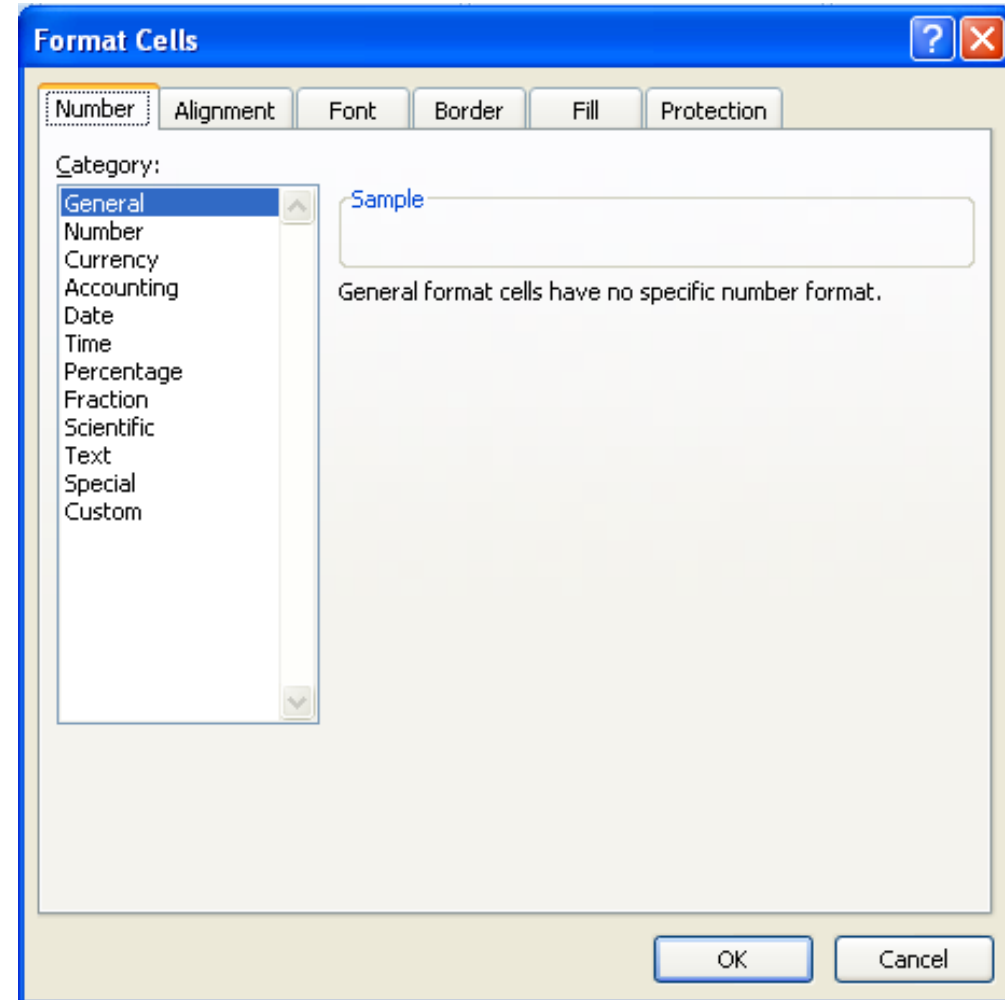 Format Cells
Number Alignment Font Border Fill Protection
Category:
General
Number
Currency
Accounting
Date
Time
Percentage
Fraction
Scientific
Text
Special
Custom
Sample
General format cells have no specific number format.
OK Cancel